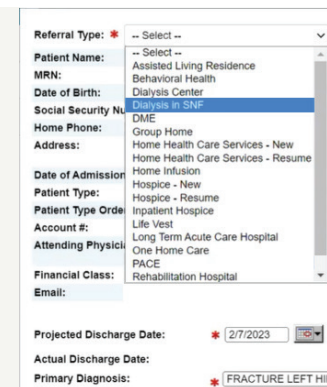 Referral Type: * -- Select --
Patient Name: -- Select --
Assisted Living Residence
MRN: Behavioral Health
Date of Birth: Dialysis Center
Social Security Nu Dialysis in SNF
Home Phone: DME
Group Home
Address: Home Health Care Services - New
Home Health Care Services - Resume
Date of Admission Home Infusion
Hospice - New
Patient Type: Hospice - Resume
Patient Type Orde Inpatient Hospice
Account #: Life Vest
Long Term Acute Care Hospital
Attending Physici One Home Care
PACE
Financial Class: Rehabilitation Hospital
Email:
Projected Discharge Date: * 2/7/2023
Actual Discharge Date:
Primary Diagnosis: * FRACTURE LEFT HI